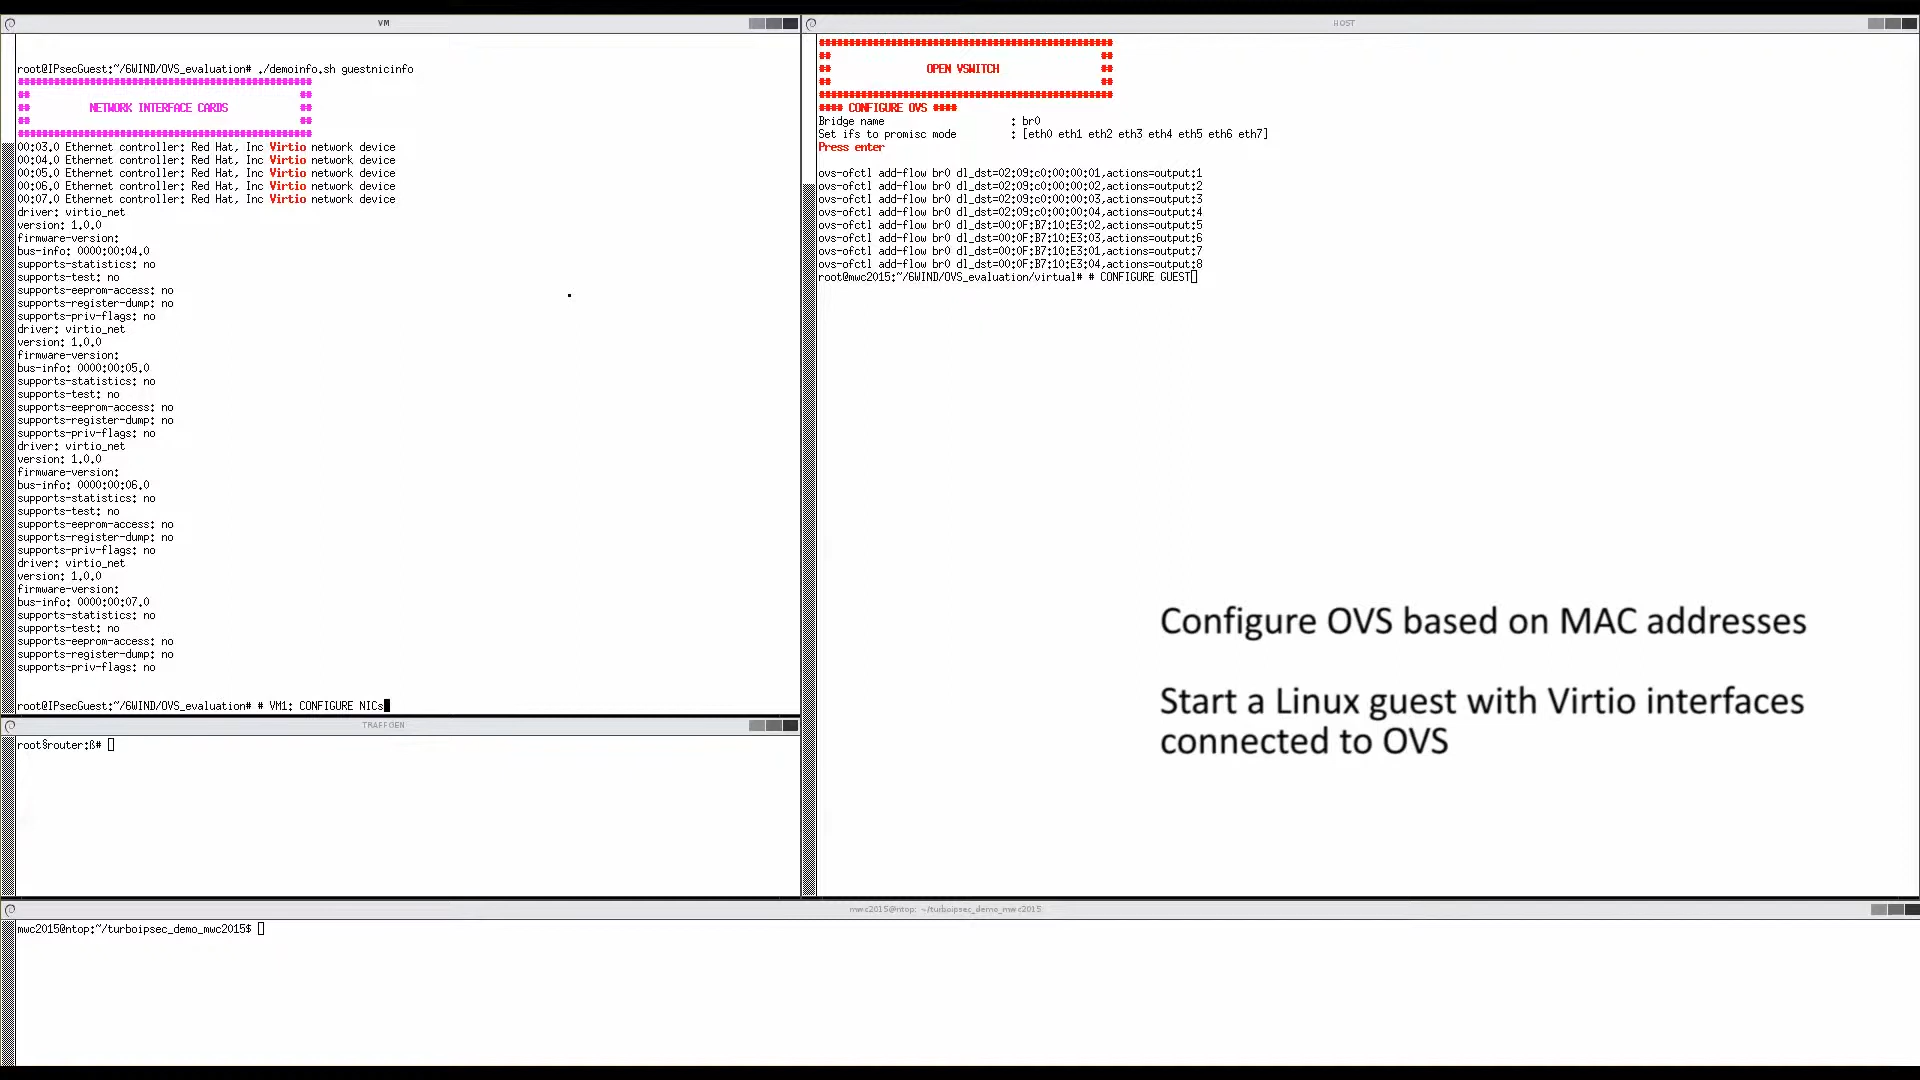 VM
root@IPsecGuest:~/6WIND/OVS_evaluation# ./demoinfo.sh guestnicinfo
##################################################
## ##
## NETWORK INTERFACE CARDS ##
## ##
##################################################
00:03.0 Ethernet controller: Red Hat, Inc Virtio network device
00:04.0 Ethernet controller: Red Hat, Inc Virtio network device
00:05.0 Ethernet controller: Red Hat, Inc Virtio network device
00:06.0 Ethernet controller: Red Hat, Inc Virtio network device
00:07.0 Ethernet controller: Red Hat, Inc Virtio network device
driver: virtio_net
version: 1.0.0
firmware-version:
bus-info: 0000:00:04.0
supports-statistics: no
supports-test: no
supports-eeprom-access: no
supports-register-dump: no
supports-priv-flags: no
driver: virtio_net
version: 1.0.0
firmware-version:
bus-info: 0000:00:05.0
supports-statistics: no
supports-test: no
supports-eeprom-access: no
supports-register-dump: no
supports-priv-flags: no
driver: virtio_net
version: 1.0.0
firmware-version:
bus-info: 0000:00:06.0
supports-statistics: no
supports-test: no
supports-eeprom-access: no
supports-register-dump: no
supports-priv-flags: no
driver: virtio_net
version: 1.0.0
firmware-version:
bus-info: 0000:00:07.0
supports-statistics: no
supports-test: no
supports-eeprom-access: no
supports-register-dump: no
supports-priv-flags: no
root@IPsecGuest:~/6WIND/OVS_evaluation# # VM1: CONFIGURE NICs
HOST
##################################################
## ##
## OPEN VSWITCH ##
## ##
##################################################
#### CONFIGURE OVS ####
Bridge name : br0
Set ifs to promisc mode : [eth0 eth1 eth2 eth3 eth4 eth5 eth6 eth7]
Press enter
ovs-ofctl add-flow br0 dl_dst=02:09:c0:00:00:01,actions=output:1
ovs-ofctl add-flow br0 dl_dst=02:09:c0:00:00:02,actions=output:2
ovs-ofctl add-flow br0 dl_dst=02:09:c0:00:00:03,actions=output:3
ovs-ofctl add-flow br0 dl_dst=02:09:c0:00:00:04,actions=output:4
ovs-ofctl add-flow br0 dl_dst=00:0F:B7:10:E3:02,actions=output:5
ovs-ofctl add-flow br0 dl_dst=00:0F:B7:10:E3:03,actions=output:6
ovs-ofctl add-flow br0 dl_dst=00:0F:B7:10:E3:01,actions=output:7
ovs-ofctl add-flow br0 dl_dst=00:0F:B7:10:E3:04,actions=output:8
root@mwc2015:~/6WIND/OVS_evaluation/virtual# # CONFIGURE GUEST
Configure OVS based on MAC addresses
Start a Linux guest with Virtio interfaces
connected to OVS
TRAFFGEN
root§router:ß#
mwc2015@ntop: ~/turboipsec_demo_mwc2015
mwc2015@ntop:~/turboipsec_demo_mwc2015$